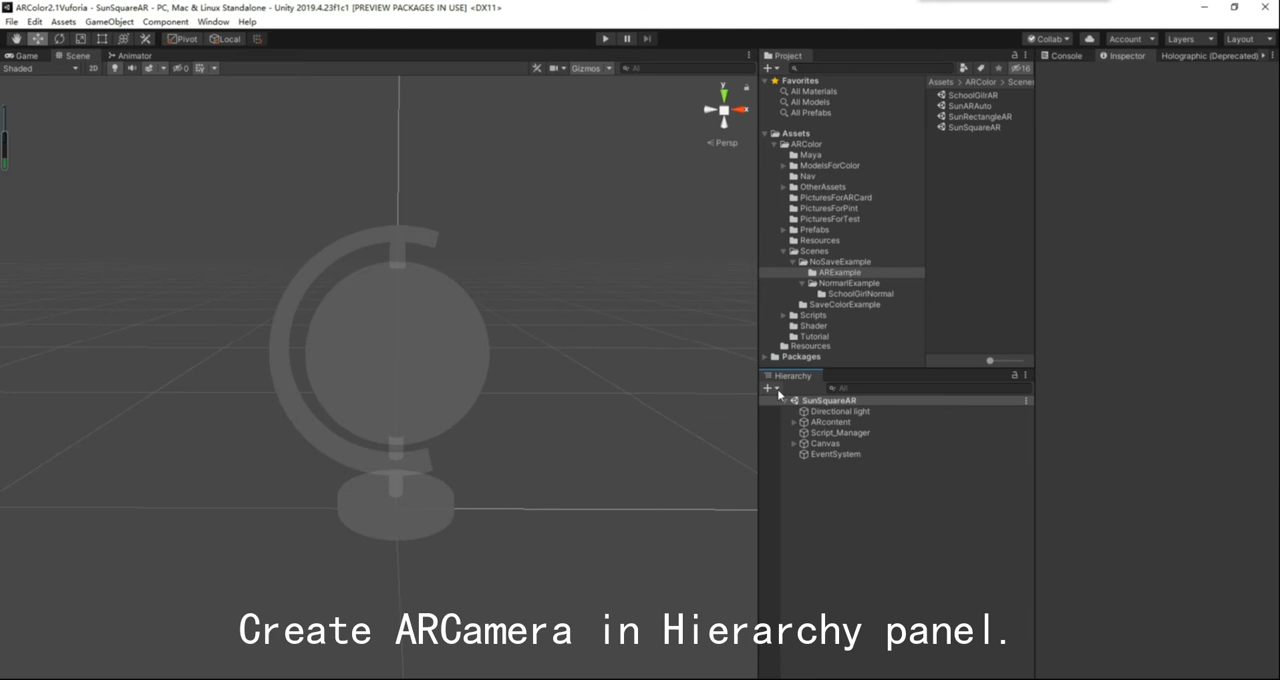 ARColor2.1Vuforia - SunSquareAR - PC, Mac & Linux Standalone - Unity 2019.4.23f1c1 [PREVIEW PACKAGES IN USE] <DX11>
File Edit Assets GameObject Component Window Help
Pivot Local Collab Account Layers Layout
Game Scene Animator
Shaded 2D 0 Gizmos All
y
x
Persp
Project
16
Favorites
All Materials
All Models
All Prefabs
Assets
ARColor
Maya
ModelsForColor
Nav
OtherAssets
PicturesForARCard
PicturesForPint
PicturesForTest
Prefabs
Resources
Scenes
NoSaveExample
ARExample
NormarlExample
SchoolGirlNormal
SaveColorExample
Scripts
Shader
Tutorial
Resources
Packages
Assets > ARColor > Scenes
SchoolGilrAR
SunARAuto
SunRectangleAR
SunSquareAR
Console Inspector Holographic (Deprecated)
Hierarchy
All
SunSquareAR
Directional light
ARcontent
Script_Manager
Canvas
EventSystem
Create ARCamera in Hierarchy panel.